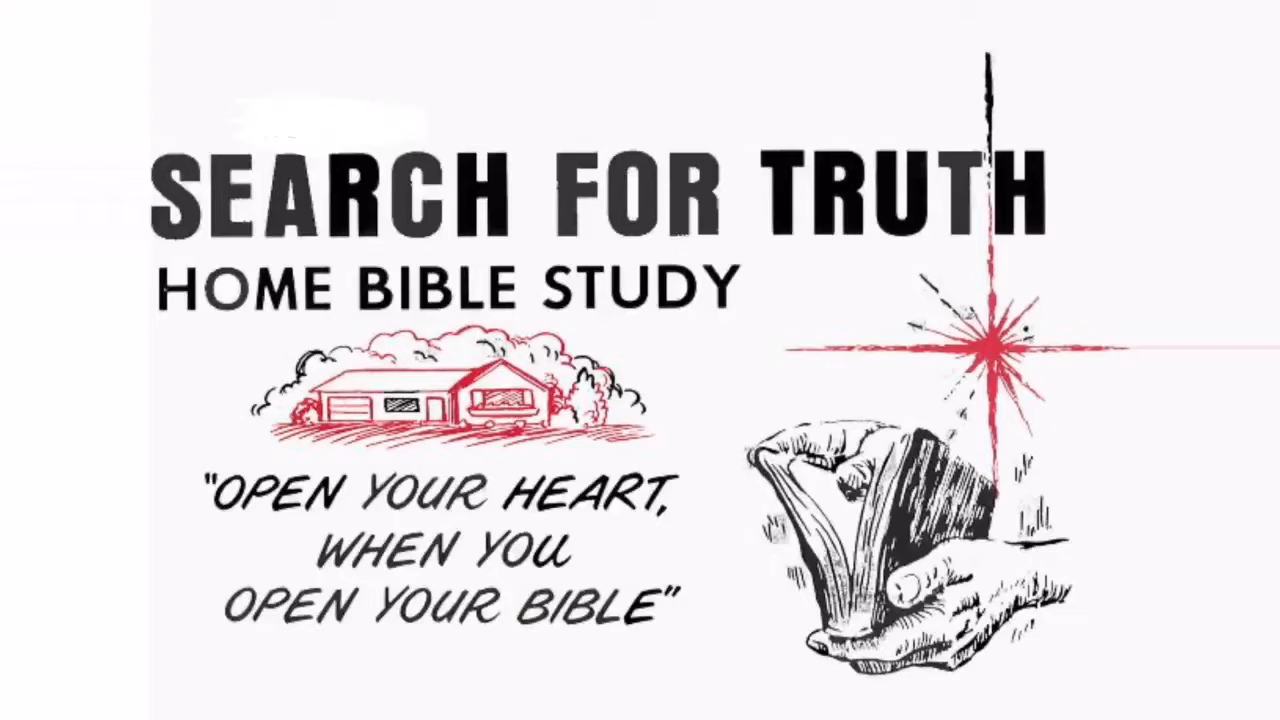 SEARCH FOR TRUTH
HOME BIBLE STUDY
"OPEN YOUR HEART,
WHEN YOU
OPEN YOUR BIBLE"